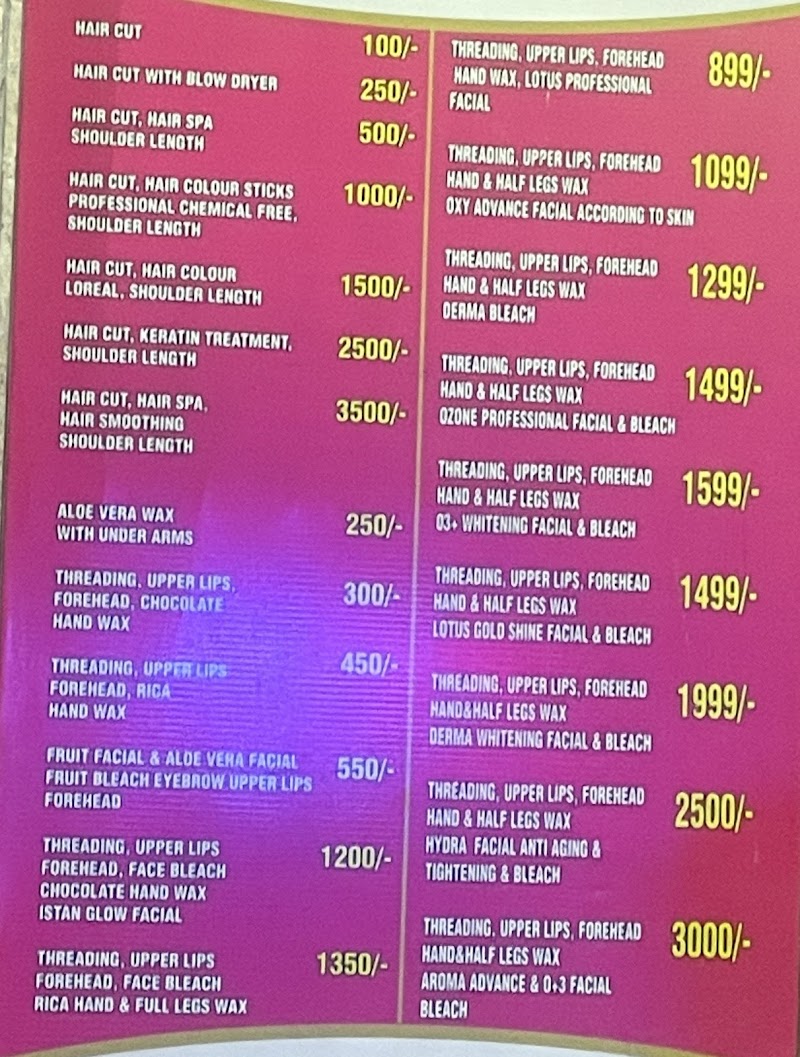 HAIR CUT
100/-
HAIR CUT WITH BLOW DRYER
250/-
HAIR CUT, HAIR SPA
SHOULDER LENGTH
500/-
HAIR CUT, HAIR COLOUR STICKS
PROFESSIONAL CHEMICAL FREE,
SHOULDER LENGTH
1000/-
HAIR CUT, HAIR COLOUR
LOREAL, SHOULDER LENGTH
1500/-
HAIR CUT, KERATIN TREATMENT,
SHOULDER LENGTH
2500/-
HAIR CUT, HAIR SPA,
HAIR SMOOTHING
SHOULDER LENGTH
3500/-
ALOE VERA WAX
WITH UNDER ARMS
250/-
THREADING, UPPER LIPS,
FOREHEAD, CHOCOLATE
HAND WAX
300/-
THREADING, UPPER LIPS
FOREHEAD, RICA
HAND WAX
450/-
FRUIT FACIAL & ALOE VERA FACIAL
FRUIT BLEACH EYEBROW UPPER LIPS
FOREHEAD
550/-
THREADING, UPPER LIPS
FOREHEAD, FACE BLEACH
CHOCOLATE HAND WAX
ISTAN GLOW FACIAL
1200/-
THREADING, UPPER LIPS
FOREHEAD, FACE BLEACH
RICA HAND & FULL LEGS WAX
1350/-
THREADING, UPPER LIPS, FOREHEAD
HAND WAX, LOTUS PROFESSIONAL
FACIAL
899/-
THREADING, UPPER LIPS, FOREHEAD
HAND & HALF LEGS WAX
OXY ADVANCE FACIAL ACCORDING TO SKIN
1099/-
THREADING, UPPER LIPS, FOREHEAD
HAND & HALF LEGS WAX
DERMA BLEACH
1299/-
THREADING, UPPER LIPS, FOREHEAD
HAND & HALF LEGS WAX
OZONE PROFESSIONAL FACIAL & BLEACH
1499/-
THREADING, UPPER LIPS, FOREHEAD
HAND & HALF LEGS WAX
O3+ WHITENING FACIAL & BLEACH
1599/-
THREADING, UPPER LIPS, FOREHEAD
HAND & HALF LEGS WAX
LOTUS GOLD SHINE FACIAL & BLEACH
1499/-
THREADING, UPPER LIPS, FOREHEAD
HAND&HALF LEGS WAX
DERMA WHITENING FACIAL & BLEACH
1999/-
THREADING, UPPER LIPS, FOREHEAD
HAND & HALF LEGS WAX
HYDRA FACIAL ANTI AGING &
TIGHTENING & BLEACH
2500/-
THREADING, UPPER LIPS, FOREHEAD
HAND&HALF LEGS WAX
AROMA ADVANCE & O+3 FACIAL
BLEACH
3000/-